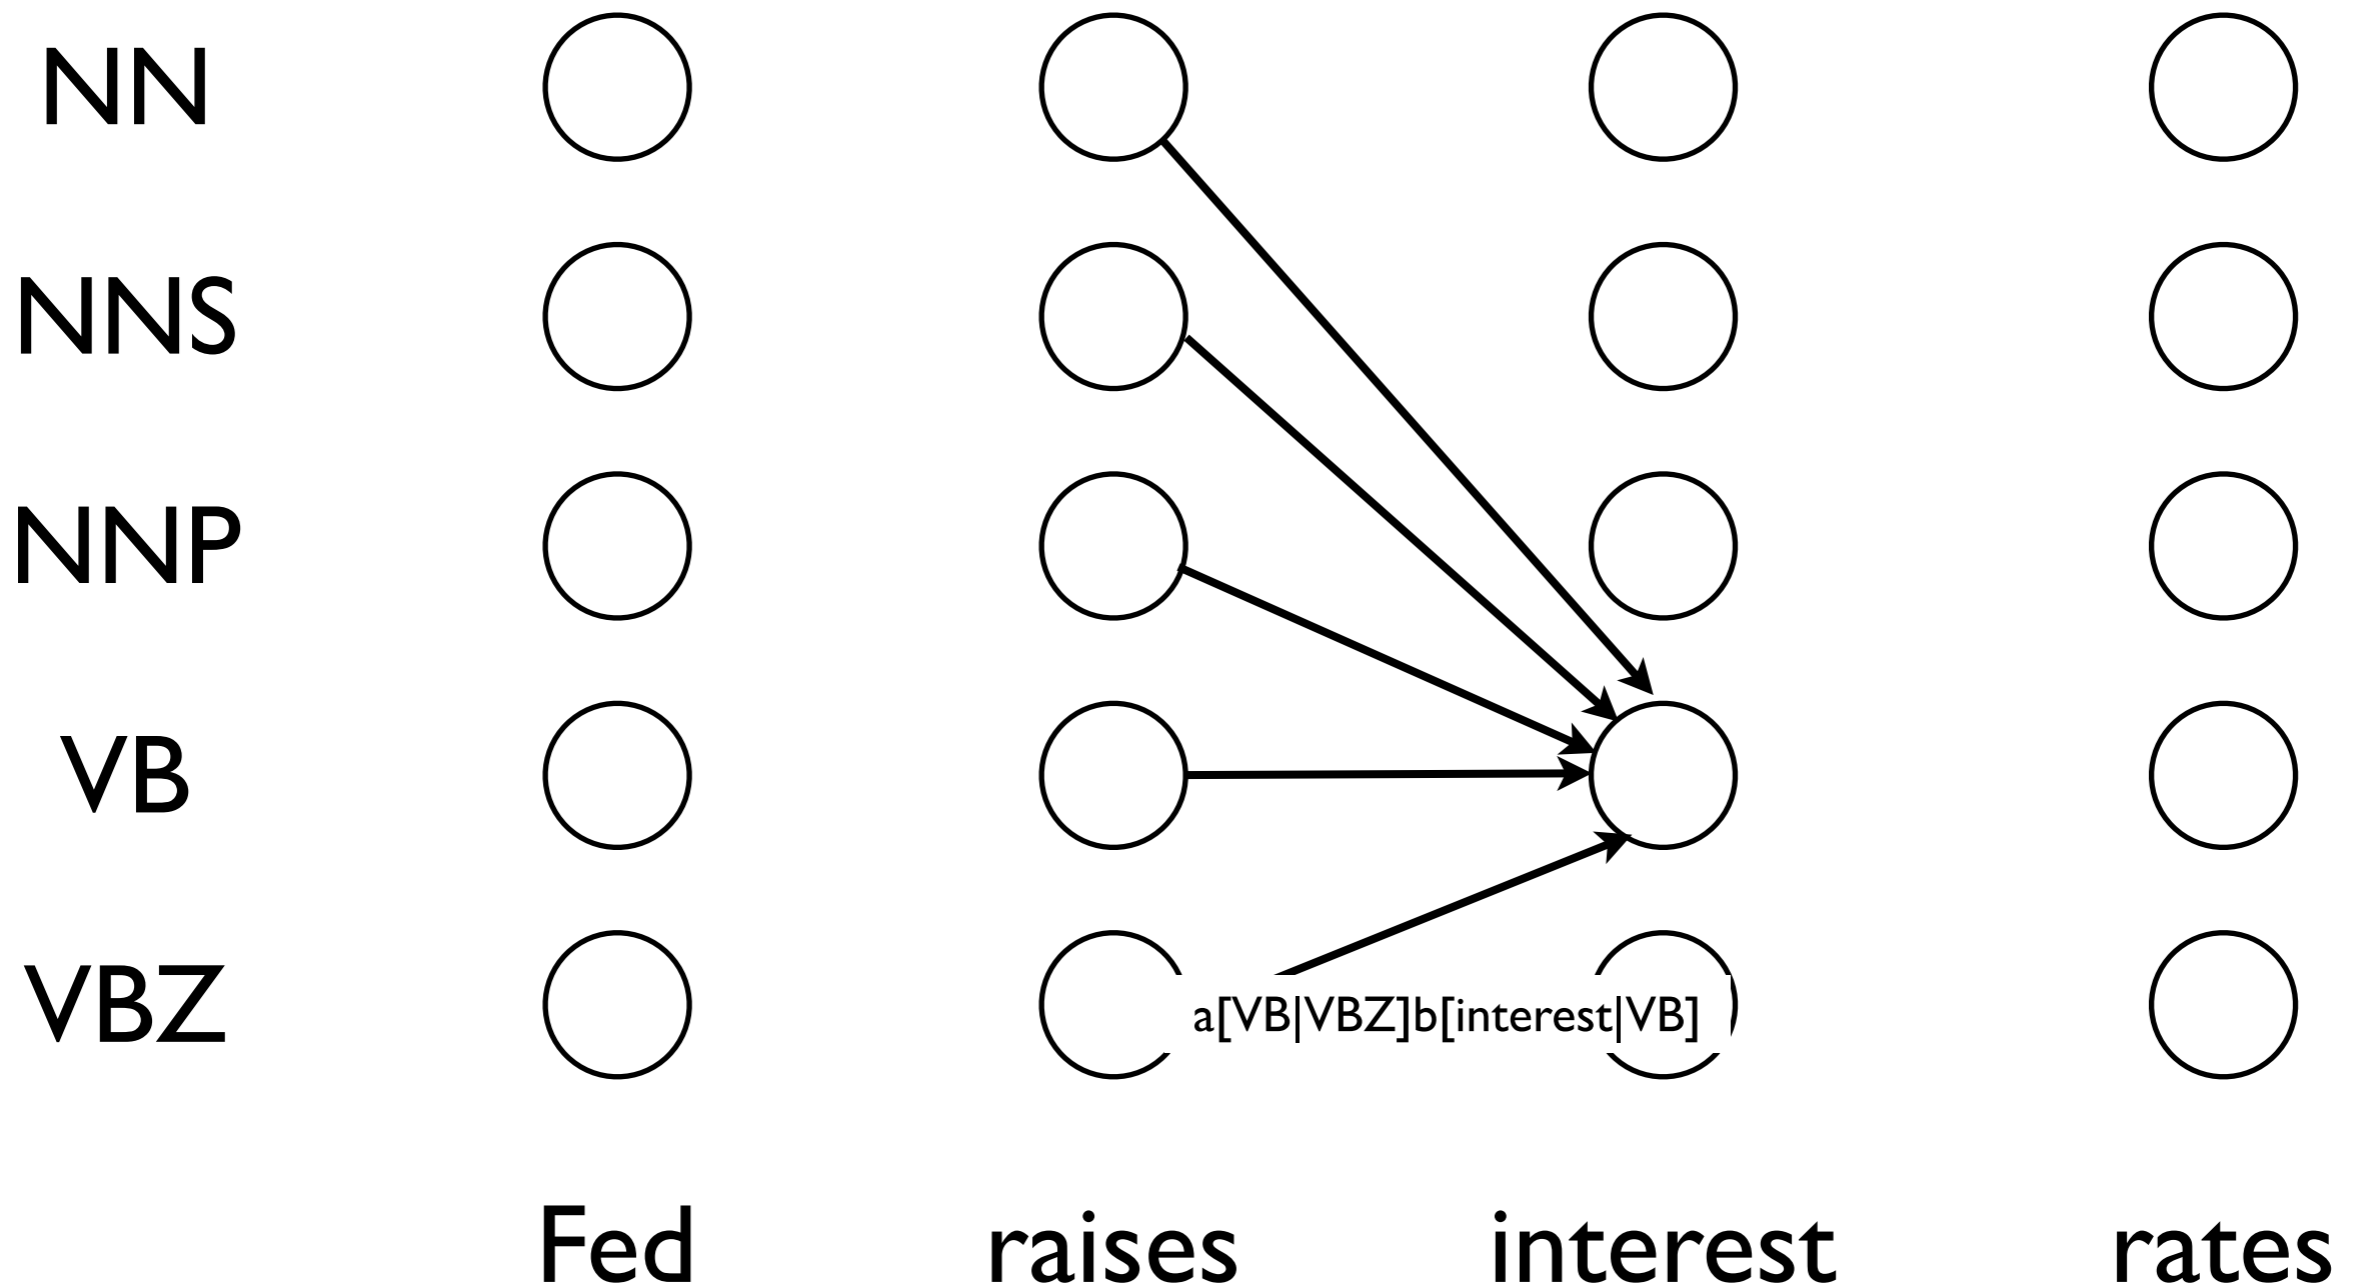 NN
NNS
NNP
VB
VBZ
a[VB|VBZ]b[interest|VB]
Fed raises interest rates